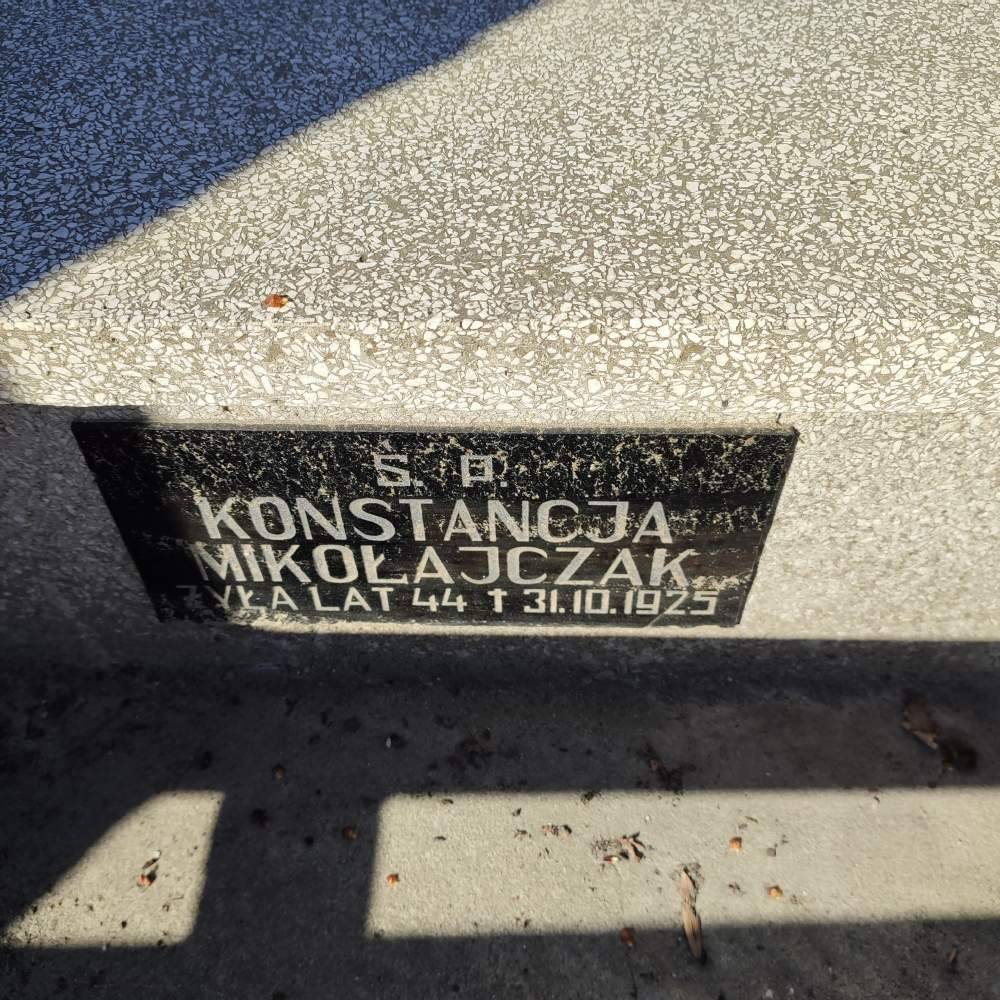 Ś. P.
KONSTANCJA
MIKOŁAJCZAK
ŻYŁA LAT 44 † 31.10.1925